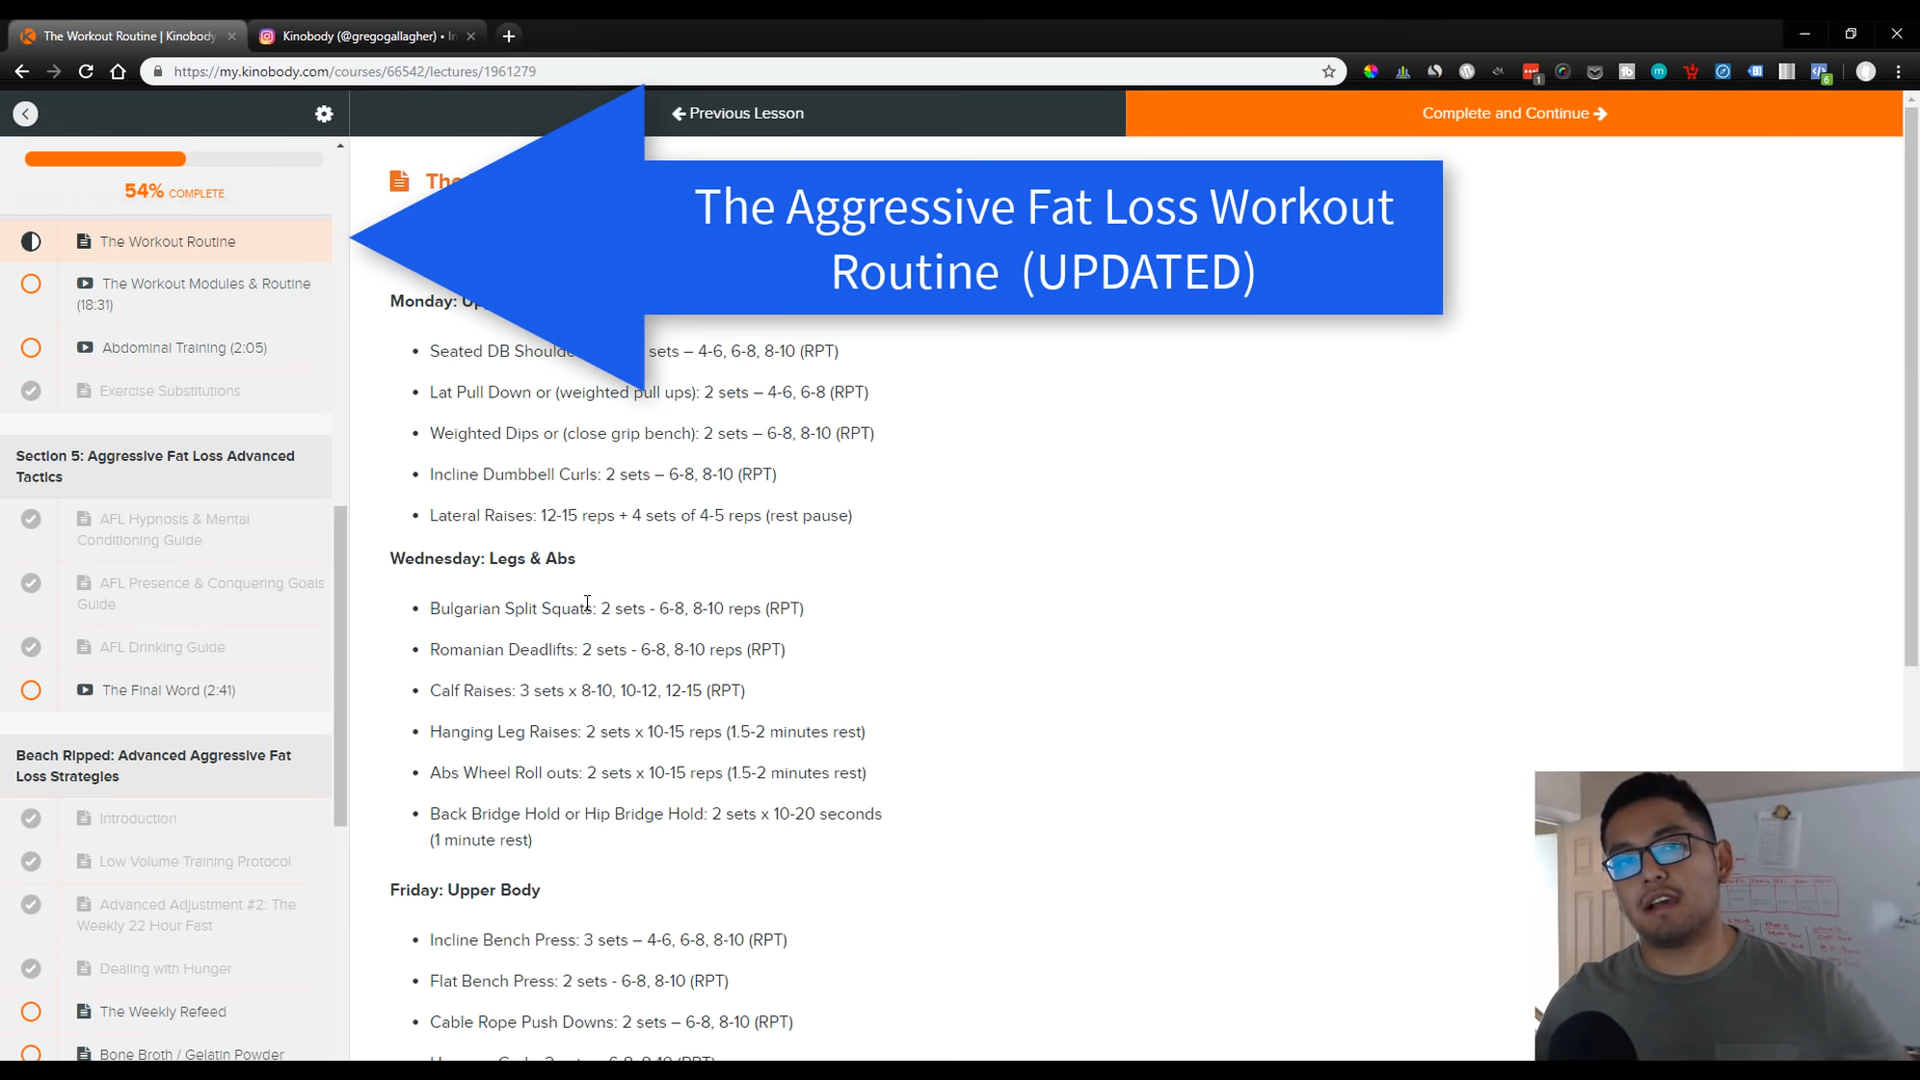 The Workout Routine | Kinobody
Kinobody (@gregogallagher) • In
https://my.kinobody.com/courses/66542/lectures/1961279
1
6
Previous Lesson
Complete and Continue
54% COMPLETE
The Workout Routine
The Workout Modules & Routine
(18:31)
Abdominal Training (2:05)
Exercise Substitutions
Section 5: Aggressive Fat Loss Advanced
Tactics
AFL Hypnosis & Mental
Conditioning Guide
AFL Presence & Conquering Goals
Guide
AFL Drinking Guide
The Final Word (2:41)
Beach Ripped: Advanced Aggressive Fat
Loss Strategies
Introduction
Low Volume Training Protocol
Advanced Adjustment #2: The
Weekly 22 Hour Fast
Dealing with Hunger
The Weekly Refeed
Bone Broth / Gelatin Powder
The Aggressive Fat Loss Workout
Routine (UPDATED)
Monday:
Seated DB sets – 4-6, 6-8, 8-10 (RPT)
Lat Pull Down or (weighted pull ups): 2 sets – 4-6, 6-8 (RPT)
Weighted Dips or (close grip bench): 2 sets – 6-8, 8-10 (RPT)
Incline Dumbbell Curls: 2 sets – 6-8, 8-10 (RPT)
Lateral Raises: 12-15 reps + 4 sets of 4-5 reps (rest pause)
Wednesday: Legs & Abs
Bulgarian Split Squats: 2 sets - 6-8, 8-10 reps (RPT)
Romanian Deadlifts: 2 sets - 6-8, 8-10 reps (RPT)
Calf Raises: 3 sets x 8-10, 10-12, 12-15 (RPT)
Hanging Leg Raises: 2 sets x 10-15 reps (1.5-2 minutes rest)
Abs Wheel Roll outs: 2 sets x 10-15 reps (1.5-2 minutes rest)
Back Bridge Hold or Hip Bridge Hold: 2 sets x 10-20 seconds
(1 minute rest)
Friday: Upper Body
Incline Bench Press: 3 sets – 4-6, 6-8, 8-10 (RPT)
Flat Bench Press: 2 sets - 6-8, 8-10 (RPT)
Cable Rope Push Downs: 2 sets – 6-8, 8-10 (RPT)